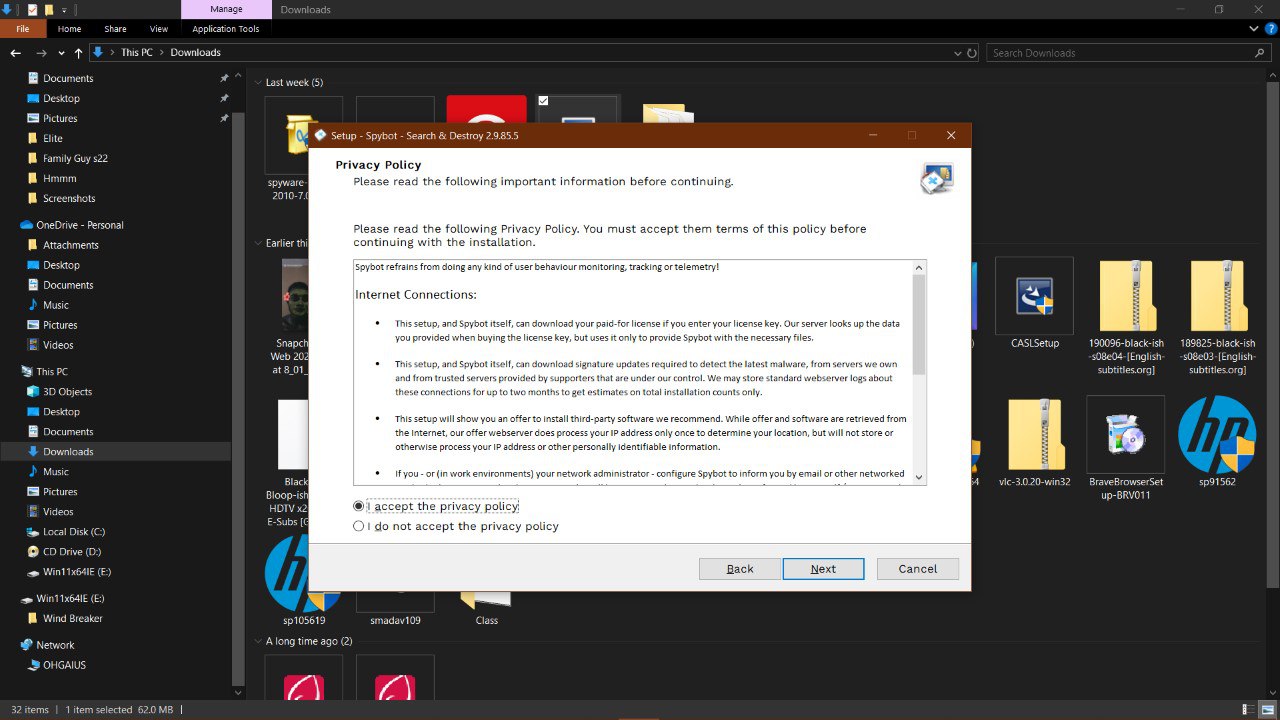 Manage
Downloads
File
Home
Share
View
Application Tools
This PC
Downloads
Search Downloads
Documents
Desktop
Pictures
Elite
Family Guy s22
Hmmm
Screenshots
OneDrive - Personal
Attachments
Desktop
Documents
Music
Pictures
Videos
This PC
3D Objects
Desktop
Documents
Downloads
Music
Pictures
Videos
Local Disk (C:)
CD Drive (D:)
Win11x64IE (E:)
Win11x64IE (E:)
Wind Breaker
Network
OHGAIUS
Last week (5)
spyware-
2010-7.0
Setup - Spybot - Search & Destroy 2.9.85.5
Privacy Policy
Please read the following important information before continuing.
Please read the following Privacy Policy. You must accept them terms of this policy before
continuing with the installation.
Spybot refrains from doing any kind of user behaviour monitoring, tracking or telemetry!
Internet Connections:
• This setup, and Spybot itself, can download your paid-for license if you enter your license key. Our server looks up the data
you provided when buying the license key, but uses it only to provide Spybot with the necessary files.
• This setup, and Spybot itself, can download signature updates required to detect the latest malware, from servers we own
and from trusted servers provided by supporters that are under our control. We may store standard webserver logs about
these connections for up to two months to get estimates on total installation counts only.
• This setup will show you an offer to install third-party software we recommend. While offer and software are retrieved from
the Internet, our offer webserver does process your IP address only once to determine your location, but will not store or
otherwise process your IP address or other personally identifiable information.
• If you - or (in work environments) your network administrator - configure Spybot to inform you by email or other networked
I accept the privacy policy
I do not accept the privacy policy
Back
Next
Cancel
Earlier thi
Snapch
Web 202
at 8_01_
CASLSetup
190096-black-ish
-s08e04-[English-
subtitles.org]
189825-black-ish
-s08e03-[English-
subtitles.org]
Black
Bloop-ish
HDTV x2
E-Subs [G
64
vlc-3.0.20-win32
BraveBrowserSet
up-BRV011
sp91562
sp105619
smadav109
Class
A long time ago (2)
32 items
1 item selected 62.0 MB